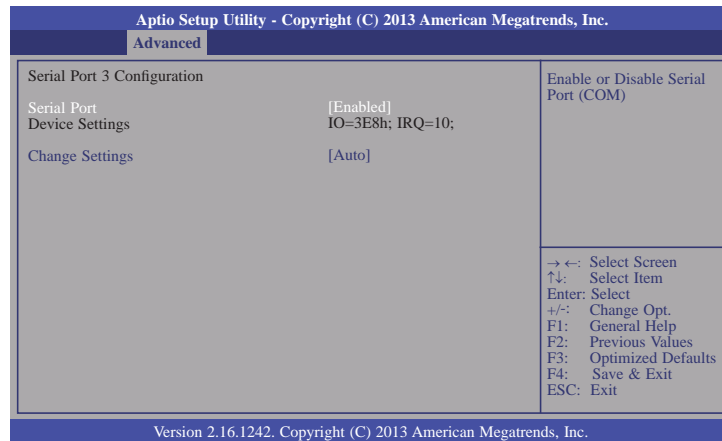 Aptio Setup Utility - Copyright (C) 2013 American Megatrends, Inc.
Advanced
Serial Port 3 Configuration
Serial Port [Enabled]
Device Settings IO=3E8h; IRQ=10;
Change Settings [Auto]
Enable or Disable Serial
Port (COM)
→ ←: Select Screen
↑↓: Select Item
Enter: Select
+/-: Change Opt.
F1: General Help
F2: Previous Values
F3: Optimized Defaults
F4: Save & Exit
ESC: Exit
Version 2.16.1242. Copyright (C) 2013 American Megatrends, Inc.